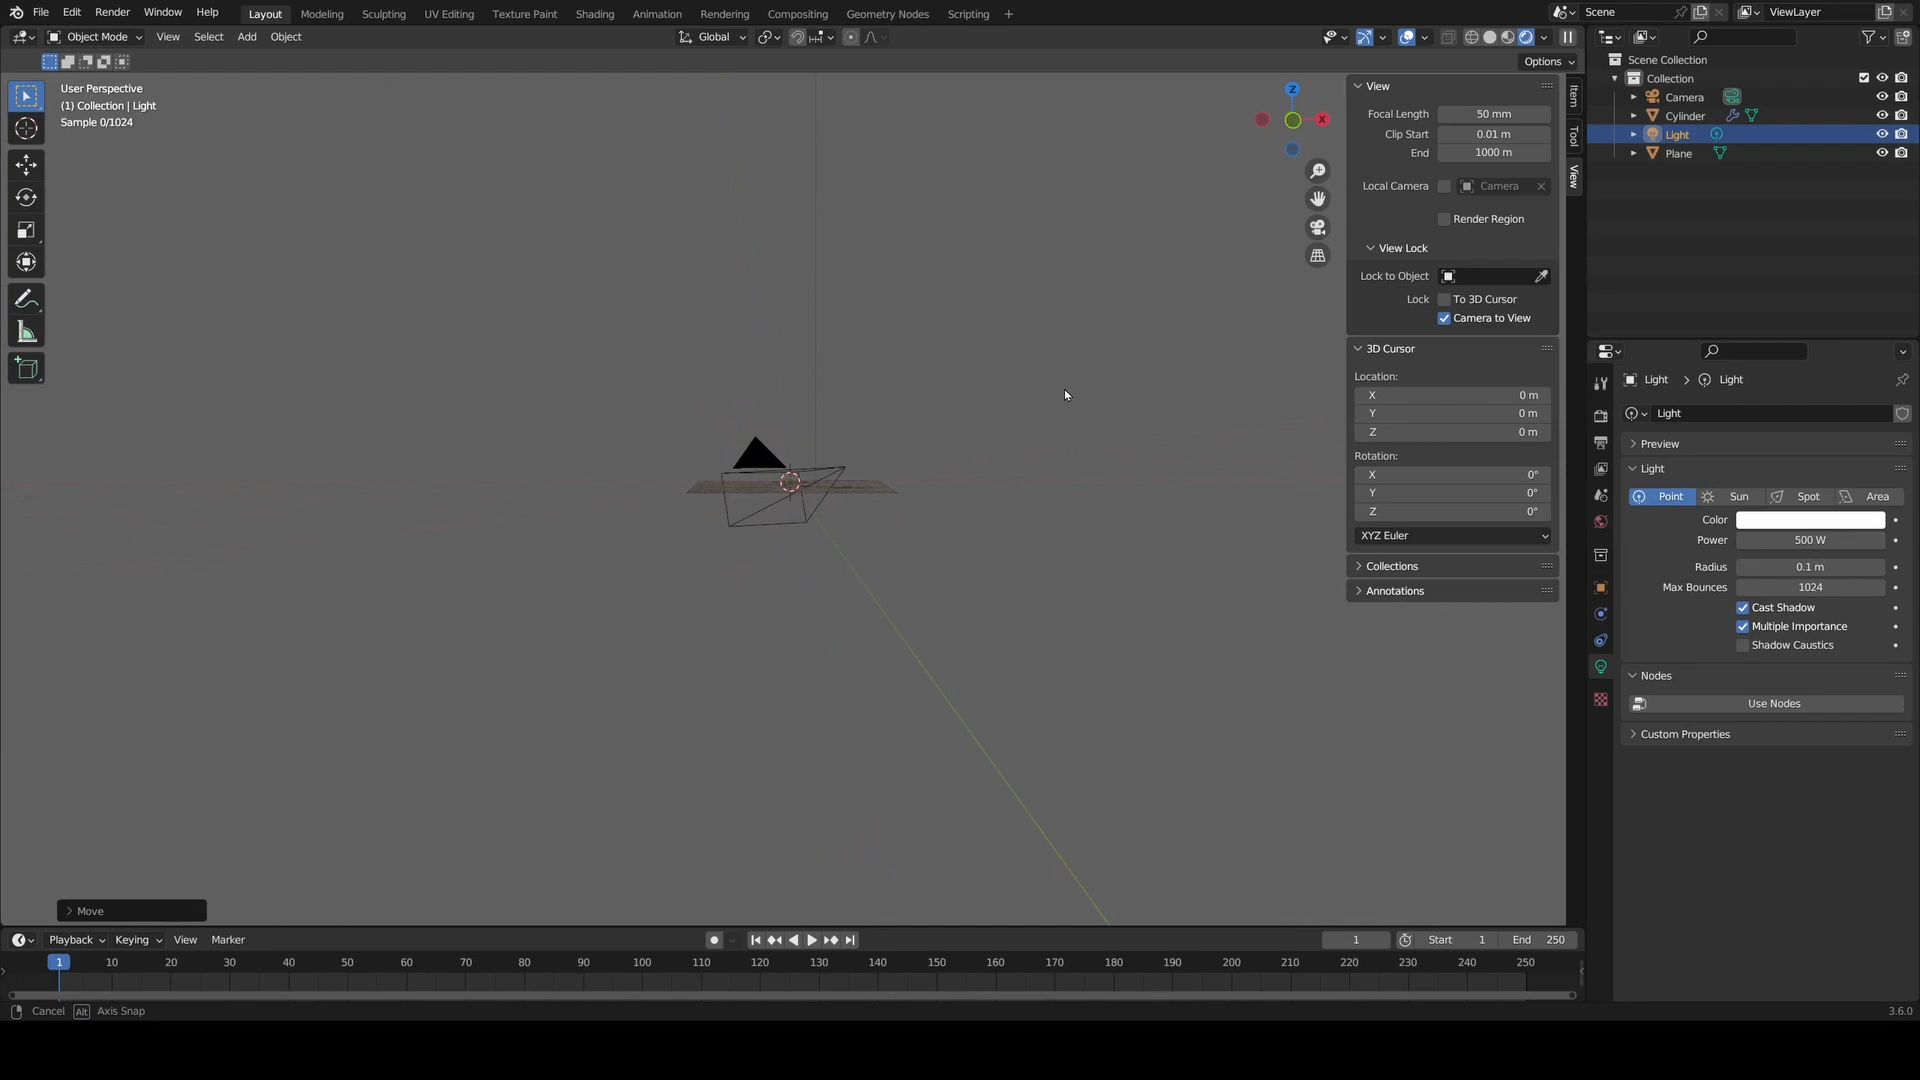 File Edit Render Window Help Layout Modeling Sculpting UV Editing Texture Paint Shading Animation Rendering Compositing Geometry Nodes Scripting + Scene ViewLayer
Object Mode View Select Add Object Global
Options
User Perspective
(1) Collection | Light
Sample 0/1024
Z
X
View
Focal Length 50 mm
Clip Start 0.01 m
End 1000 m
Local Camera Camera
Render Region
View Lock
Lock to Object
Lock To 3D Cursor
Camera to View
3D Cursor
Location:
X 0 m
Y 0 m
Z 0 m
Rotation:
X 0°
Y 0°
Z 0°
XYZ Euler
Collections
Annotations
Item
Tool
View
Scene Collection
Collection
Camera
Cylinder
Light
Plane
Light > Light
Light
Preview
Light
Point Sun Spot Area
Color
Power 500 W
Radius 0.1 m
Max Bounces 1024
Cast Shadow
Multiple Importance
Shadow Caustics
Nodes
Use Nodes
Custom Properties
Move
Playback Keying View Marker 1 Start 1 End 250
1 10 20 30 40 50 60 70 80 90 100 110 120 130 140 150 160 170 180 190 200 210 220 230 240 250
Cancel Alt Axis Snap 3.6.0